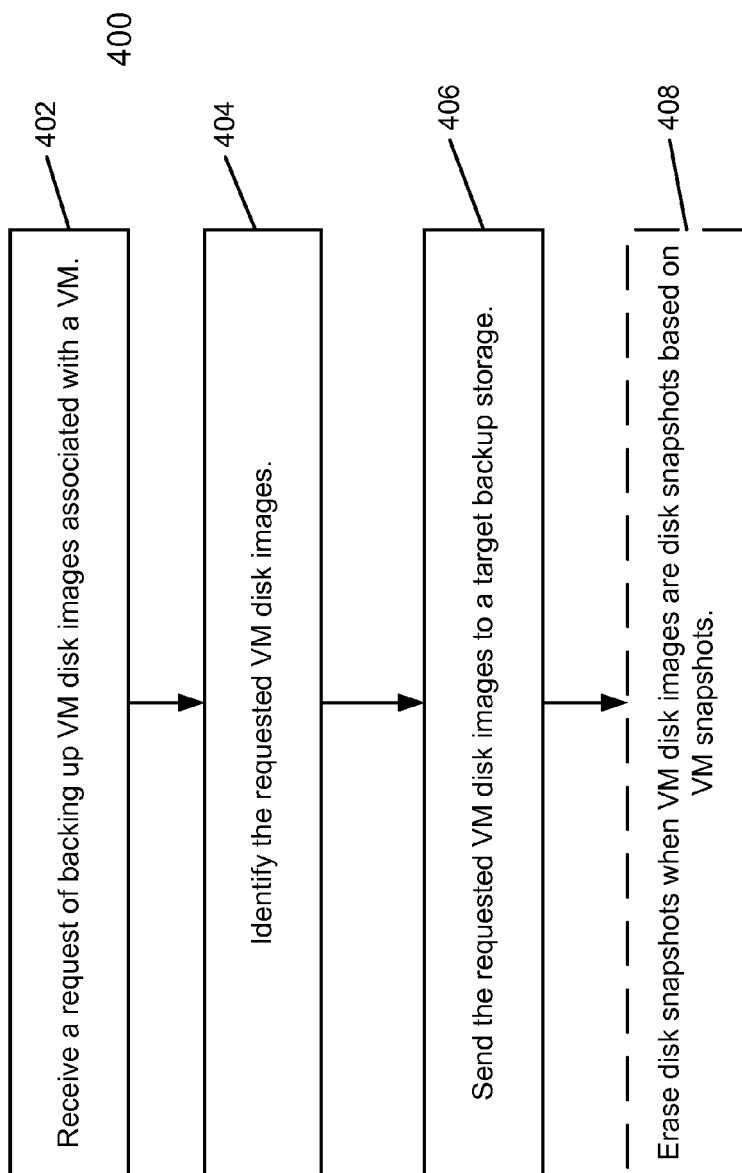 400
402
Receive a request of backing up VM disk images associated with a VM.
404
Identify the requested VM disk images.
406
Send the requested VM disk images to a target backup storage.
408
Erase disk snapshots when VM disk images are disk snapshots based on
VM snapshots.